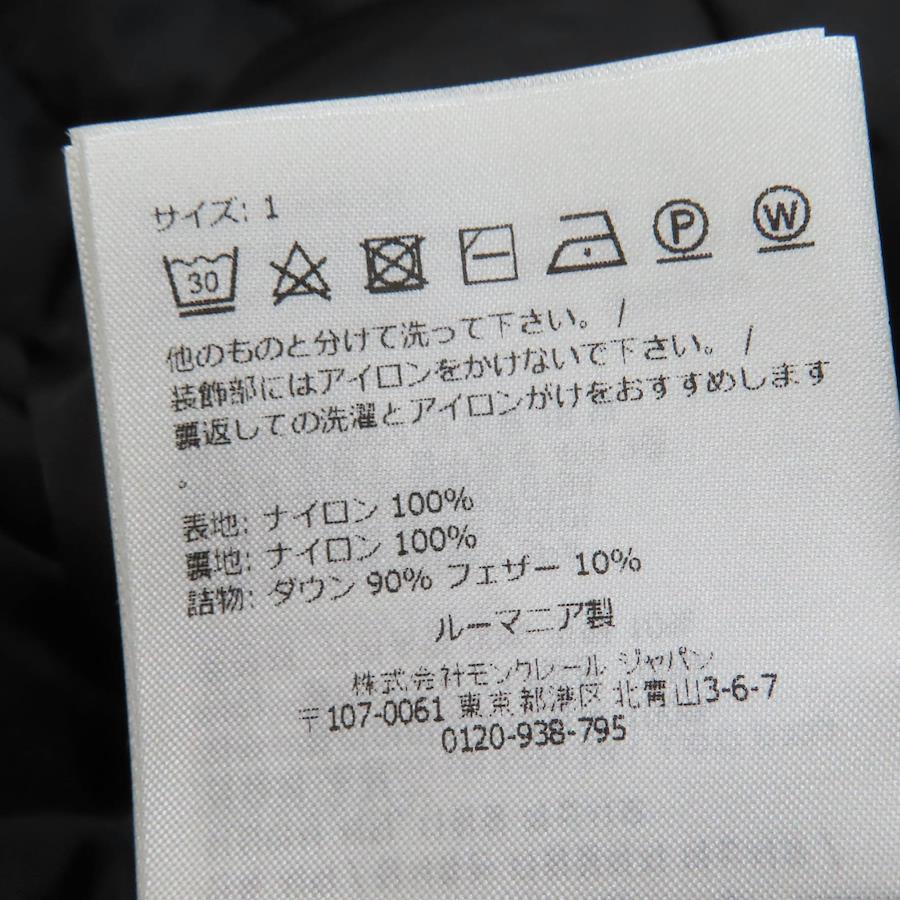 サイズ: 1
30
P
W
他のものと分けて洗って下さい。 /
装飾部にはアイロンをかけないで下さい。 /
裏返しての洗濯とアイロンがけをおすすめします
。
表地: ナイロン 100%
裏地: ナイロン 100%
詰物: ダウン 90% フェザー 10%
ルーマニア製
株式会社モンクレール ジャパン
〒107-0061 東京都港区 北青山3-6-7
0120-938-795